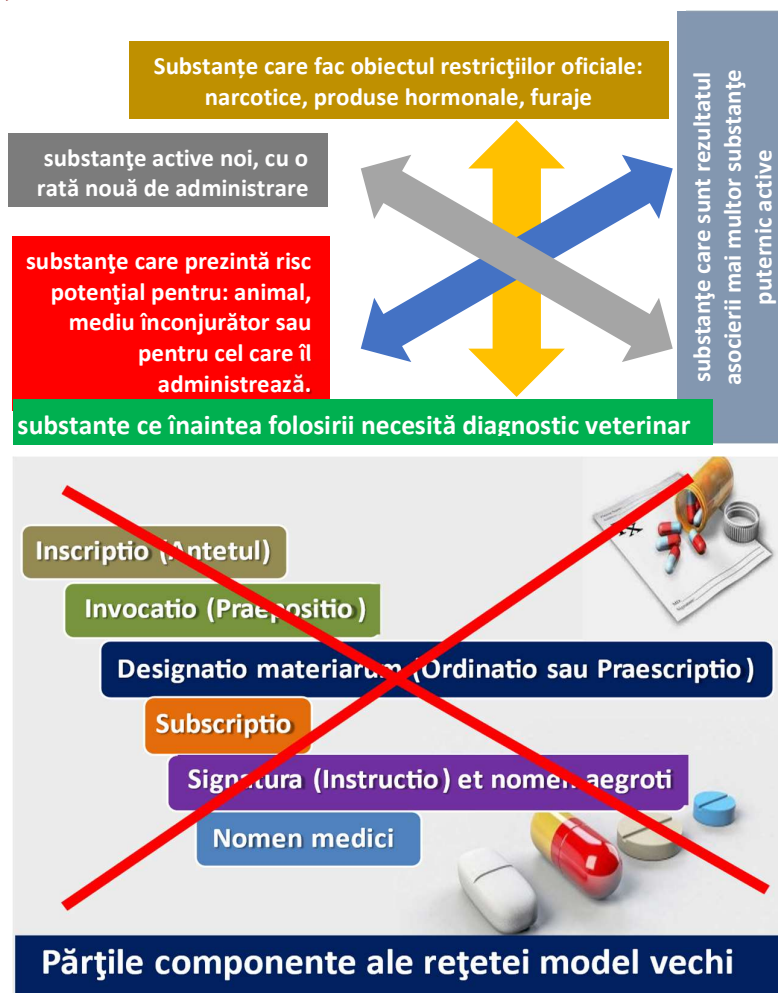 Substanțe care fac obiectul restricţiilor oficiale:
narcotice, produse hormonale, furaje
substanţe active noi, cu o
rată nouă de administrare
substanţe care prezintă risc
potenţial pentru: animal,
mediu înconjurător sau
pentru cel care îl
administrează.
substanţe care sunt rezultatul
asocierii mai multor substanţe
puternic active
substanțe ce înaintea folosirii necesită diagnostic veterinar
Inscriptio (Antetul)
Invocatio (Praepositio)
Designatio materiarum (Ordinatio sau Praescriptio)
Subscriptio
Signatura (Instructio) et nomen aegroti
Nomen medici
Părţile componente ale reţetei model vechi